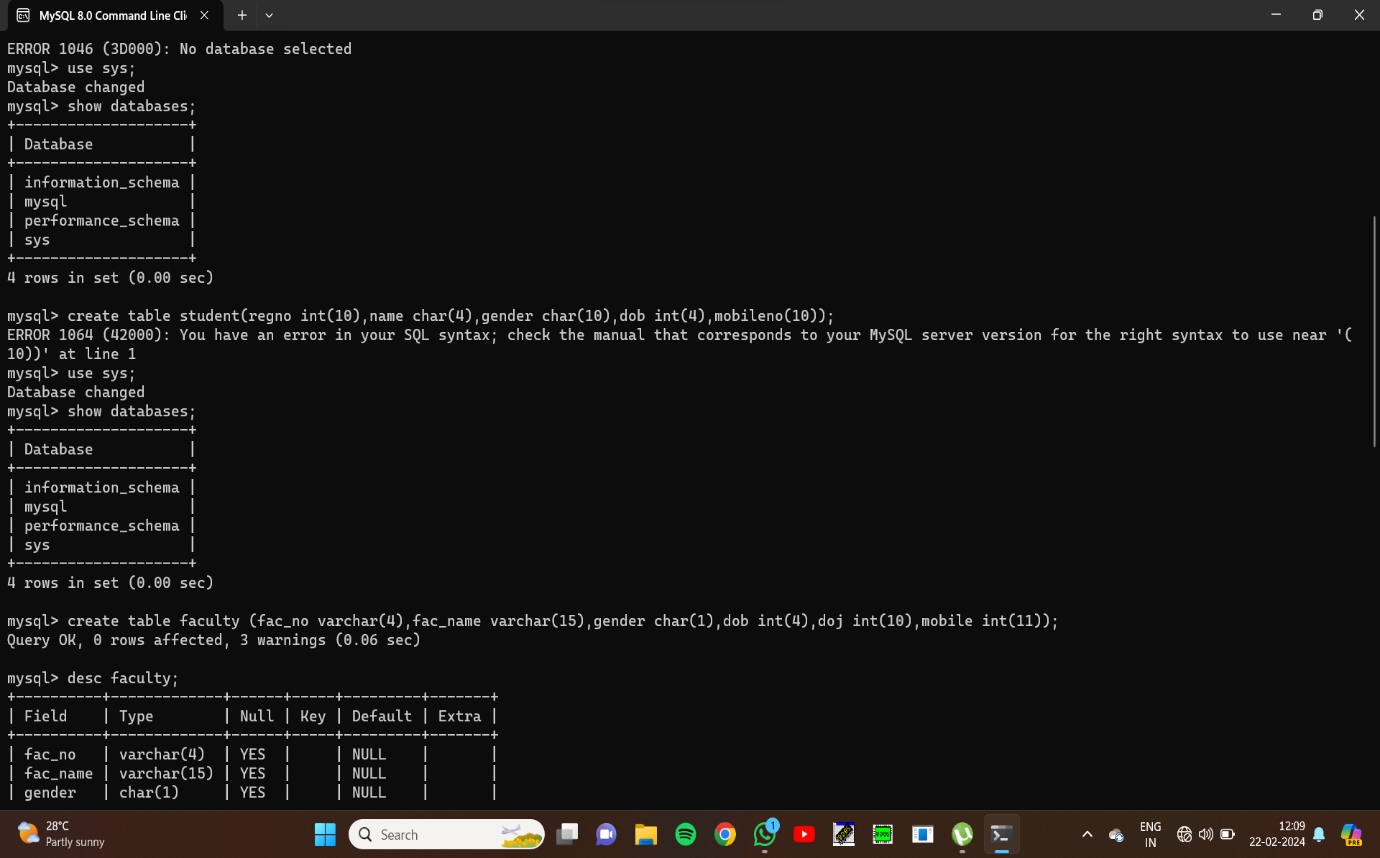 MySQL 8.0 Command Line Cli
ERROR 1046 (3D000): No database selected
mysql> use sys;
Database changed
mysql> show databases;
+--------------------+
| Database           |
+--------------------+
| information_schema |
| mysql              |
| performance_schema |
| sys                |
+--------------------+
4 rows in set (0.00 sec)
mysql> create table student(regno int(10),name char(4),gender char(10),dob int(4),mobileno(10));
ERROR 1064 (42000): You have an error in your SQL syntax; check the manual that corresponds to your MySQL server version for the right syntax to use near '(
10))' at line 1
mysql> use sys;
Database changed
mysql> show databases;
+--------------------+
| Database           |
+--------------------+
| information_schema |
| mysql              |
| performance_schema |
| sys                |
+--------------------+
4 rows in set (0.00 sec)
mysql> create table faculty (fac_no varchar(4),fac_name varchar(15),gender char(1),dob int(4),doj int(10),mobile int(11));
Query OK, 0 rows affected, 3 warnings (0.06 sec)
mysql> desc faculty;
+----------+-------------+------+-----+---------+-------+
| Field    | Type        | Null | Key | Default | Extra |
+----------+-------------+------+-----+---------+-------+
| fac_no   | varchar(4)  | YES  |     | NULL    |       |
| fac_name | varchar(15) | YES  |     | NULL    |       |
| gender   | char(1)     | YES  |     | NULL    |       |
28°C
Partly sunny
Search
1
ENG
IN
12:09
22-02-2024
PRE